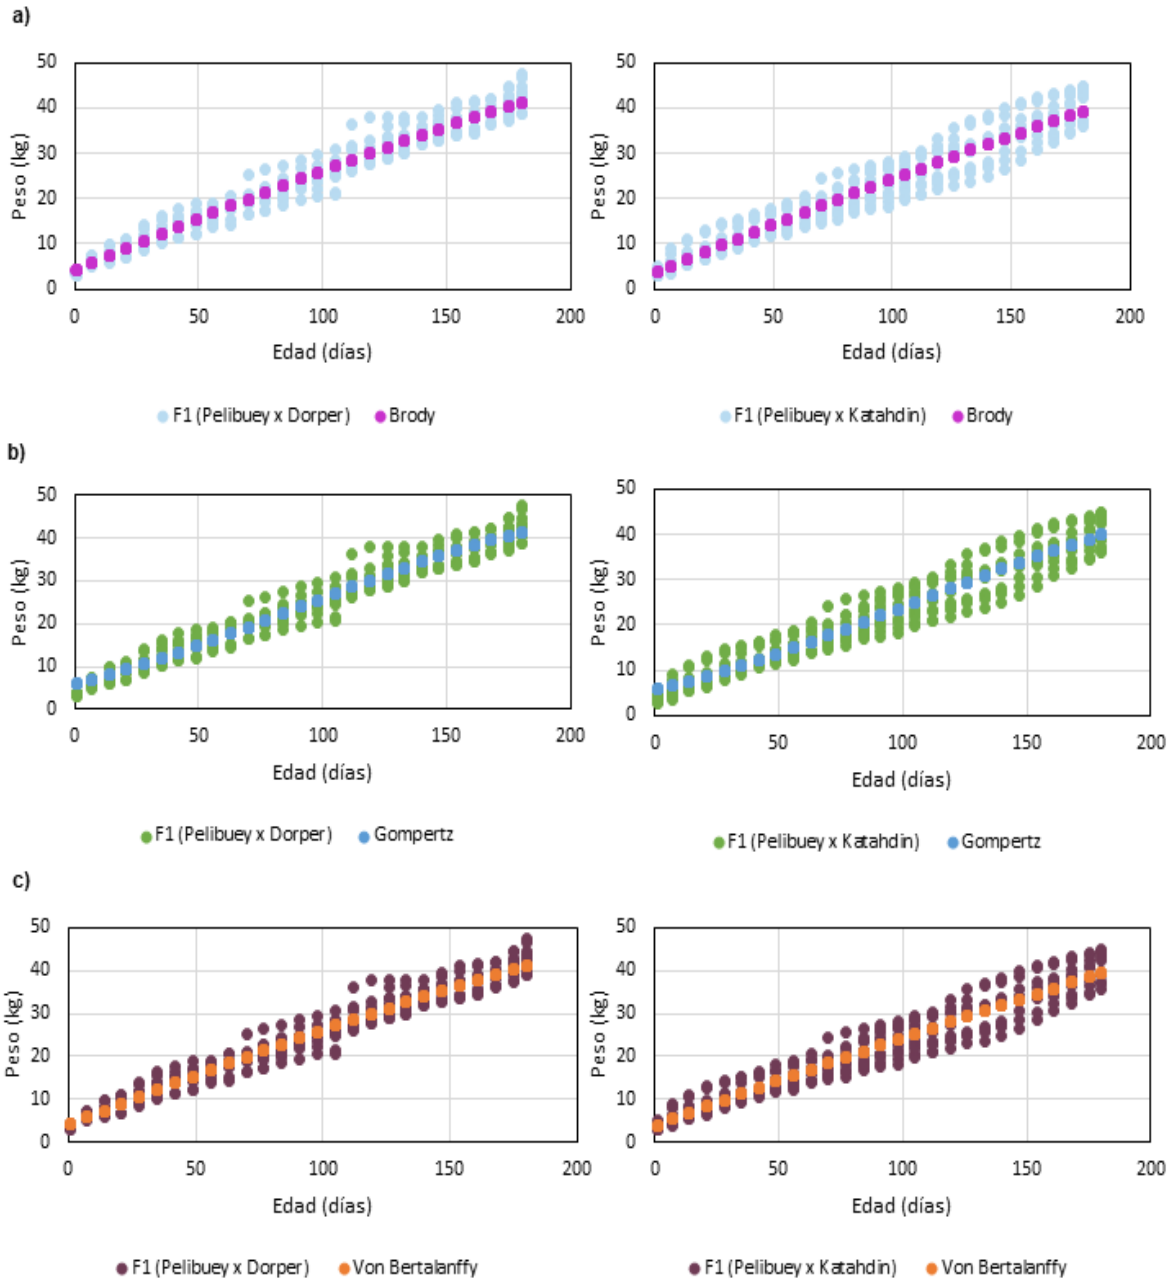 a)
50
40
30
20
10
0
Peso (kg)
0 50 100 150 200
Edad (días)
F1 (Pelibuey x Dorper) Brody
50
40
30
20
10
0
Peso (kg)
0 50 100 150 200
Edad (días)
F1 (Pelibuey x Katahdin) Brody
b)
50
40
30
20
10
0
Peso (kg)
0 50 100 150 200
Edad (días)
F1 (Pelibuey x Dorper) Gompertz
50
40
30
20
10
0
Peso (kg)
0 50 100 150 200
Edad (días)
F1 (Pelibuey x Katahdin) Gompertz
c)
50
40
30
20
10
0
Peso (kg)
0 50 100 150 200
Edad (días)
F1 (Pelibuey x Dorper) Von Bertalanffy
50
40
30
20
10
0
Peso (kg)
0 50 100 150 200
Edad (días)
F1 (Pelibuey x Katahdin) Von Bertalanffy